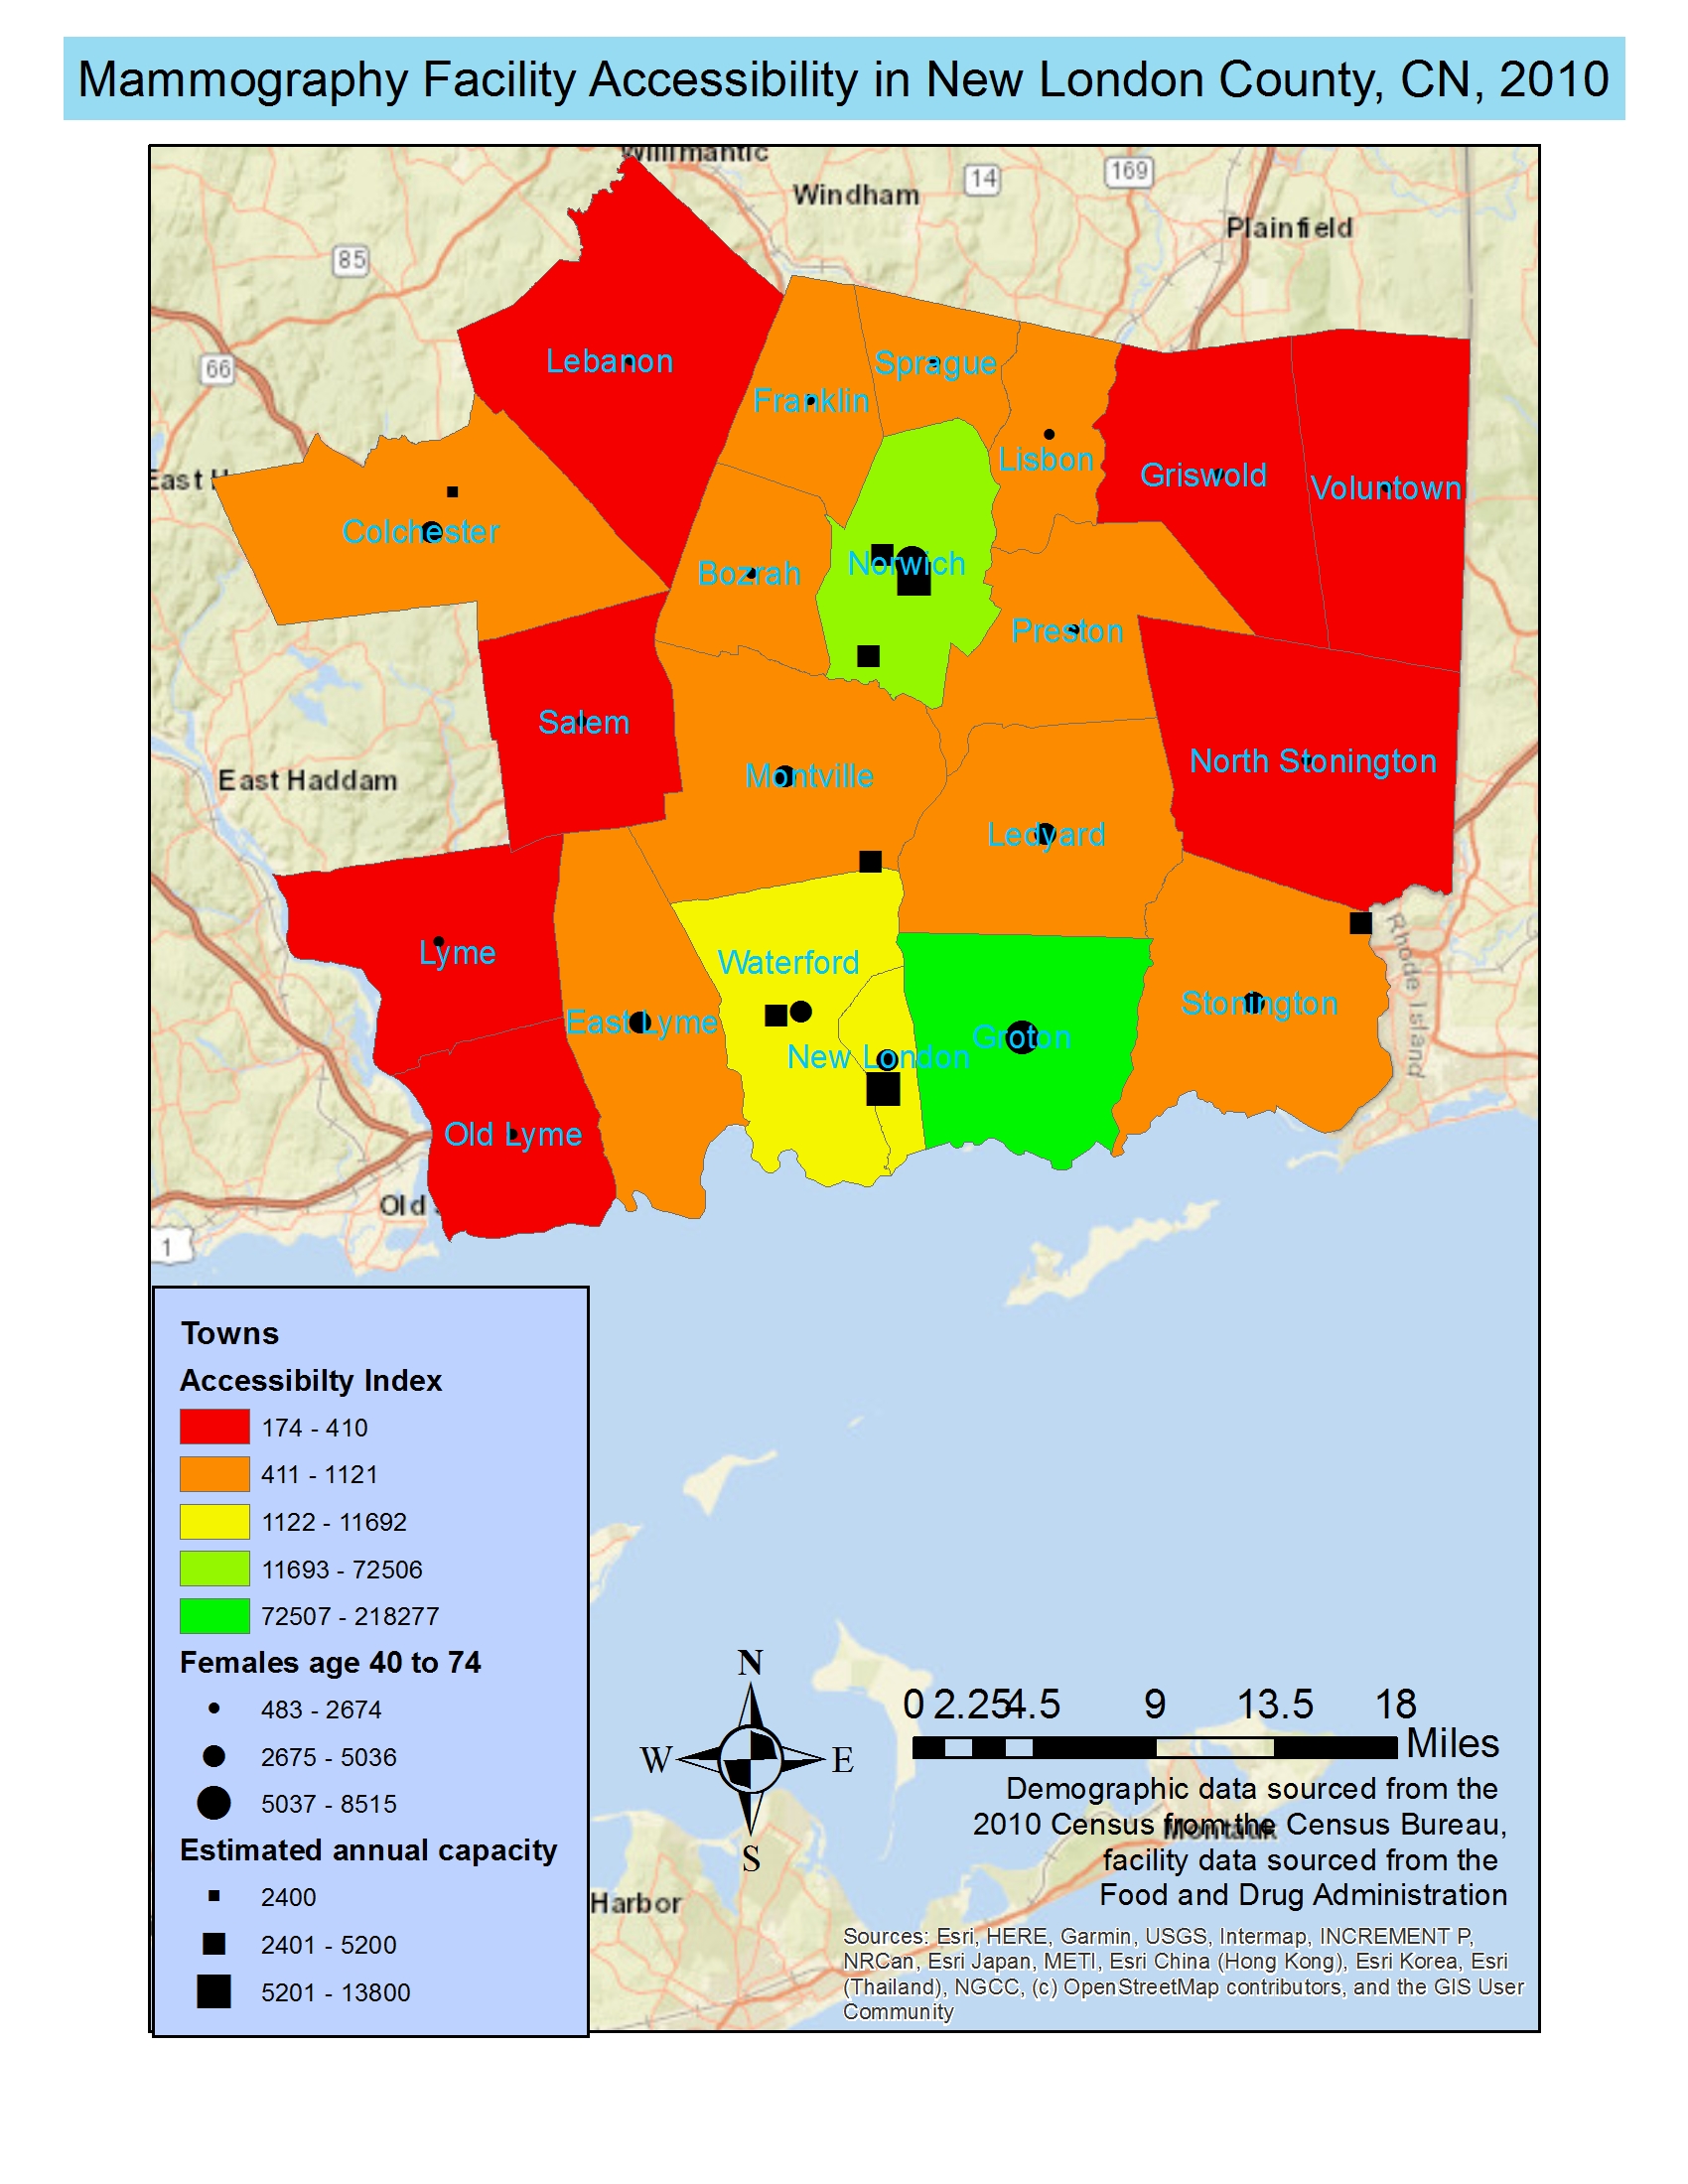 Mammography Facility Accessibility in New London County, CN, 2010
Willimantic
Windham
14
169
Plainfield
85
66
Lebanon
Sprague
Franklin
Lisbon
Griswold
Voluntown
East
Colchester
Norwich
Bozrah
Preston
Salem
North Stonington
Montville
East Haddam
Ledyard
Rhode Island
Lyme
Waterford
Stonington
East Lyme
Groton
New London
Old Lyme
Old
1
Towns
Accessibilty Index
174 - 410
411 - 1121
1122 - 11692
11693 - 72506
72507 - 218277
Females age 40 to 74
483 - 2674
2675 - 5036
5037 - 8515
Estimated annual capacity
2400
2401 - 5200
5201 - 13800
N
W E
S
Harbor
0 2.25 4.5 9 13.5 18
Miles
Demographic data sourced from the
2010 Census from the Census Bureau,
Montauk
facility data sourced from the
Food and Drug Administration
Sources: Esri, HERE, Garmin, USGS, Intermap, INCREMENT P,
NRCan, Esri Japan, METI, Esri China (Hong Kong), Esri Korea, Esri
(Thailand), NGCC, (c) OpenStreetMap contributors, and the GIS User
Community